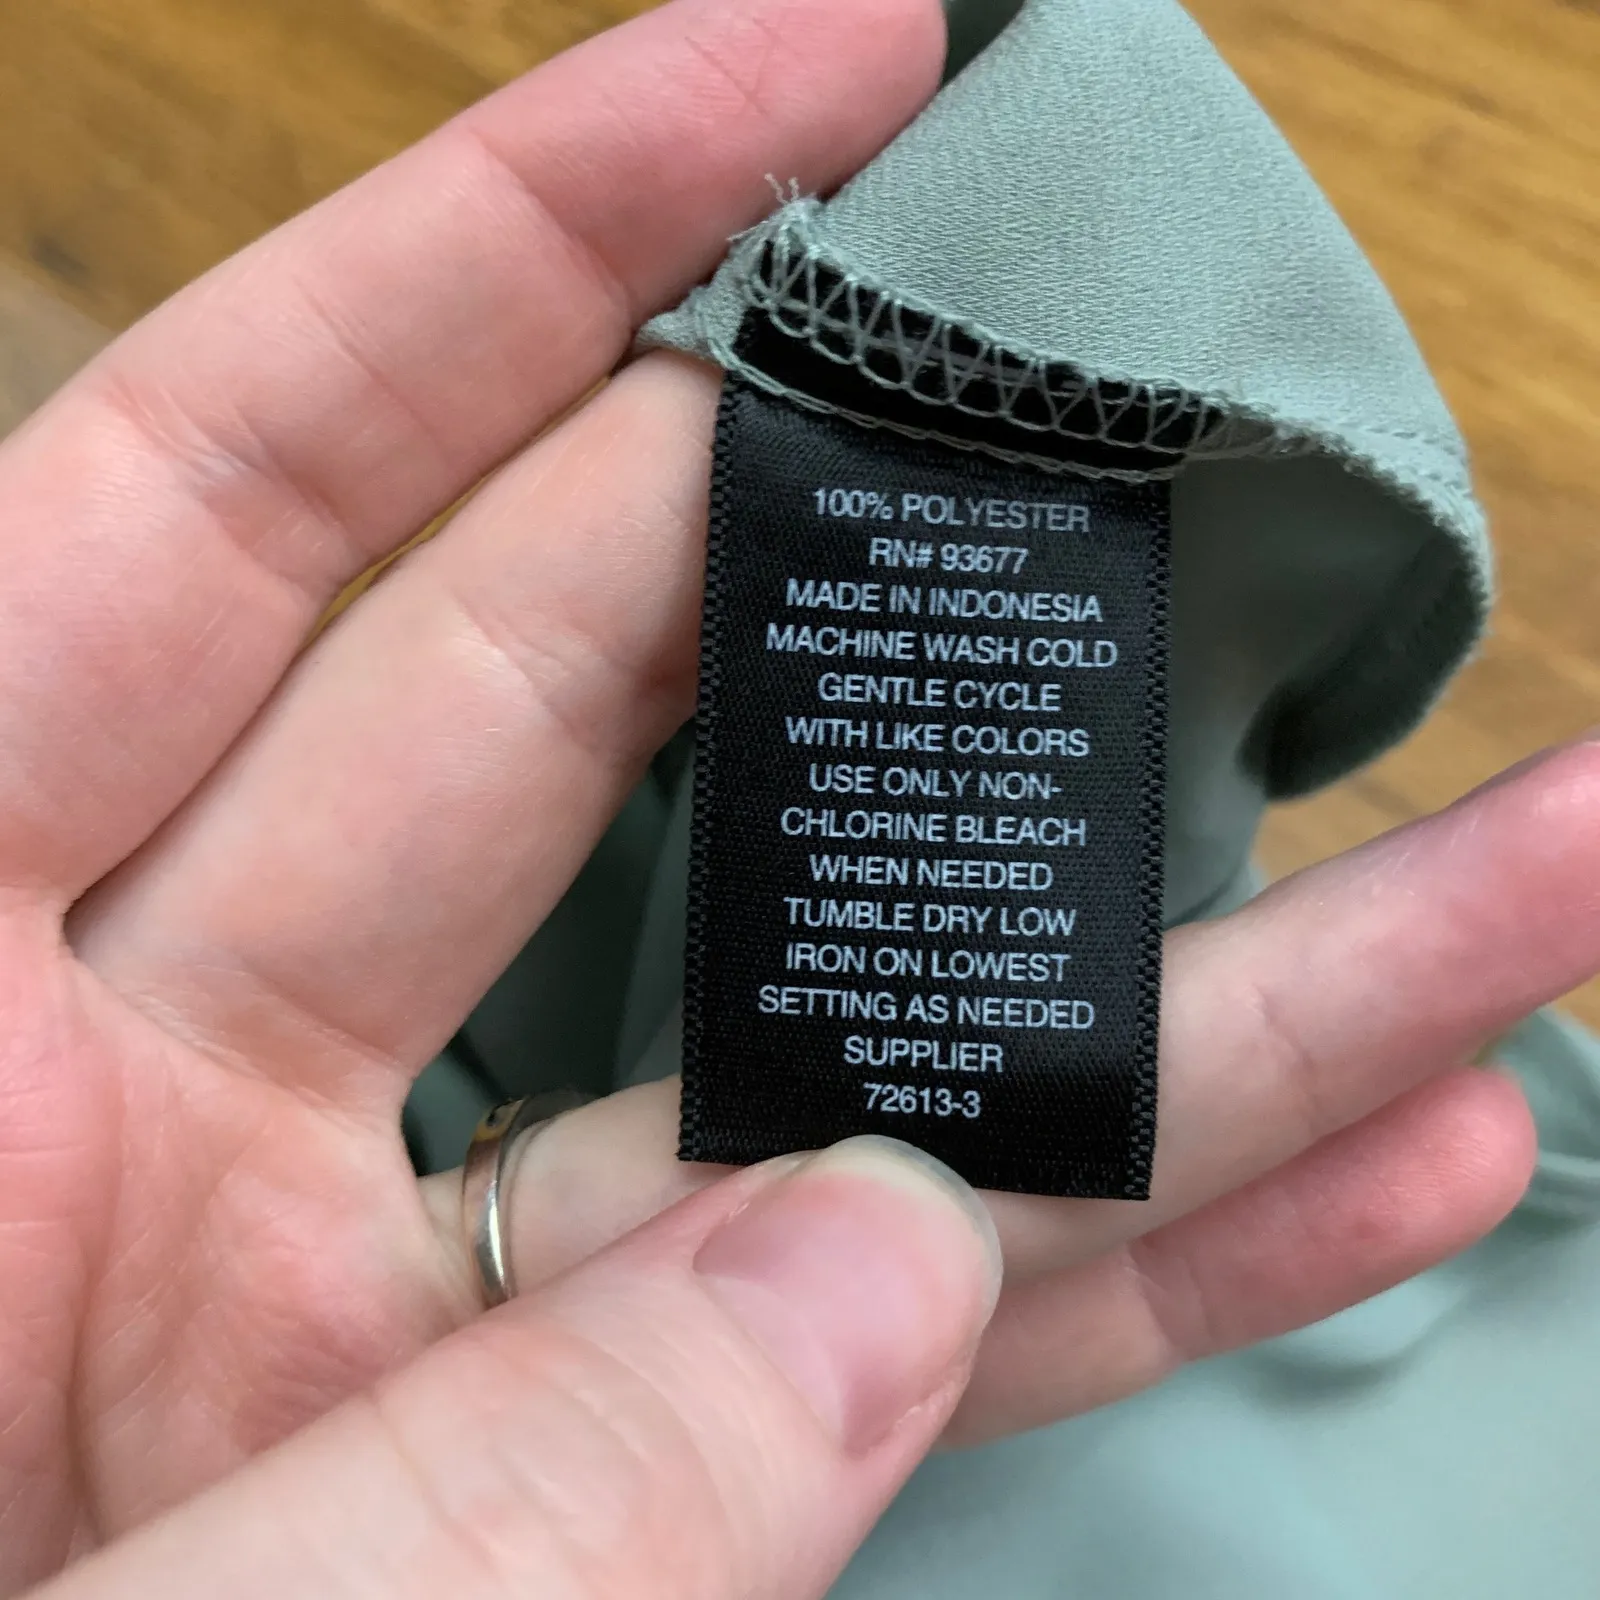 100% POLYESTER
RN# 93677
MADE IN INDONESIA
MACHINE WASH COLD
GENTLE CYCLE
WITH LIKE COLORS
USE ONLY NON-
CHLORINE BLEACH
WHEN NEEDED
TUMBLE DRY LOW
IRON ON LOWEST
SETTING AS NEEDED
SUPPLIER
72613-3